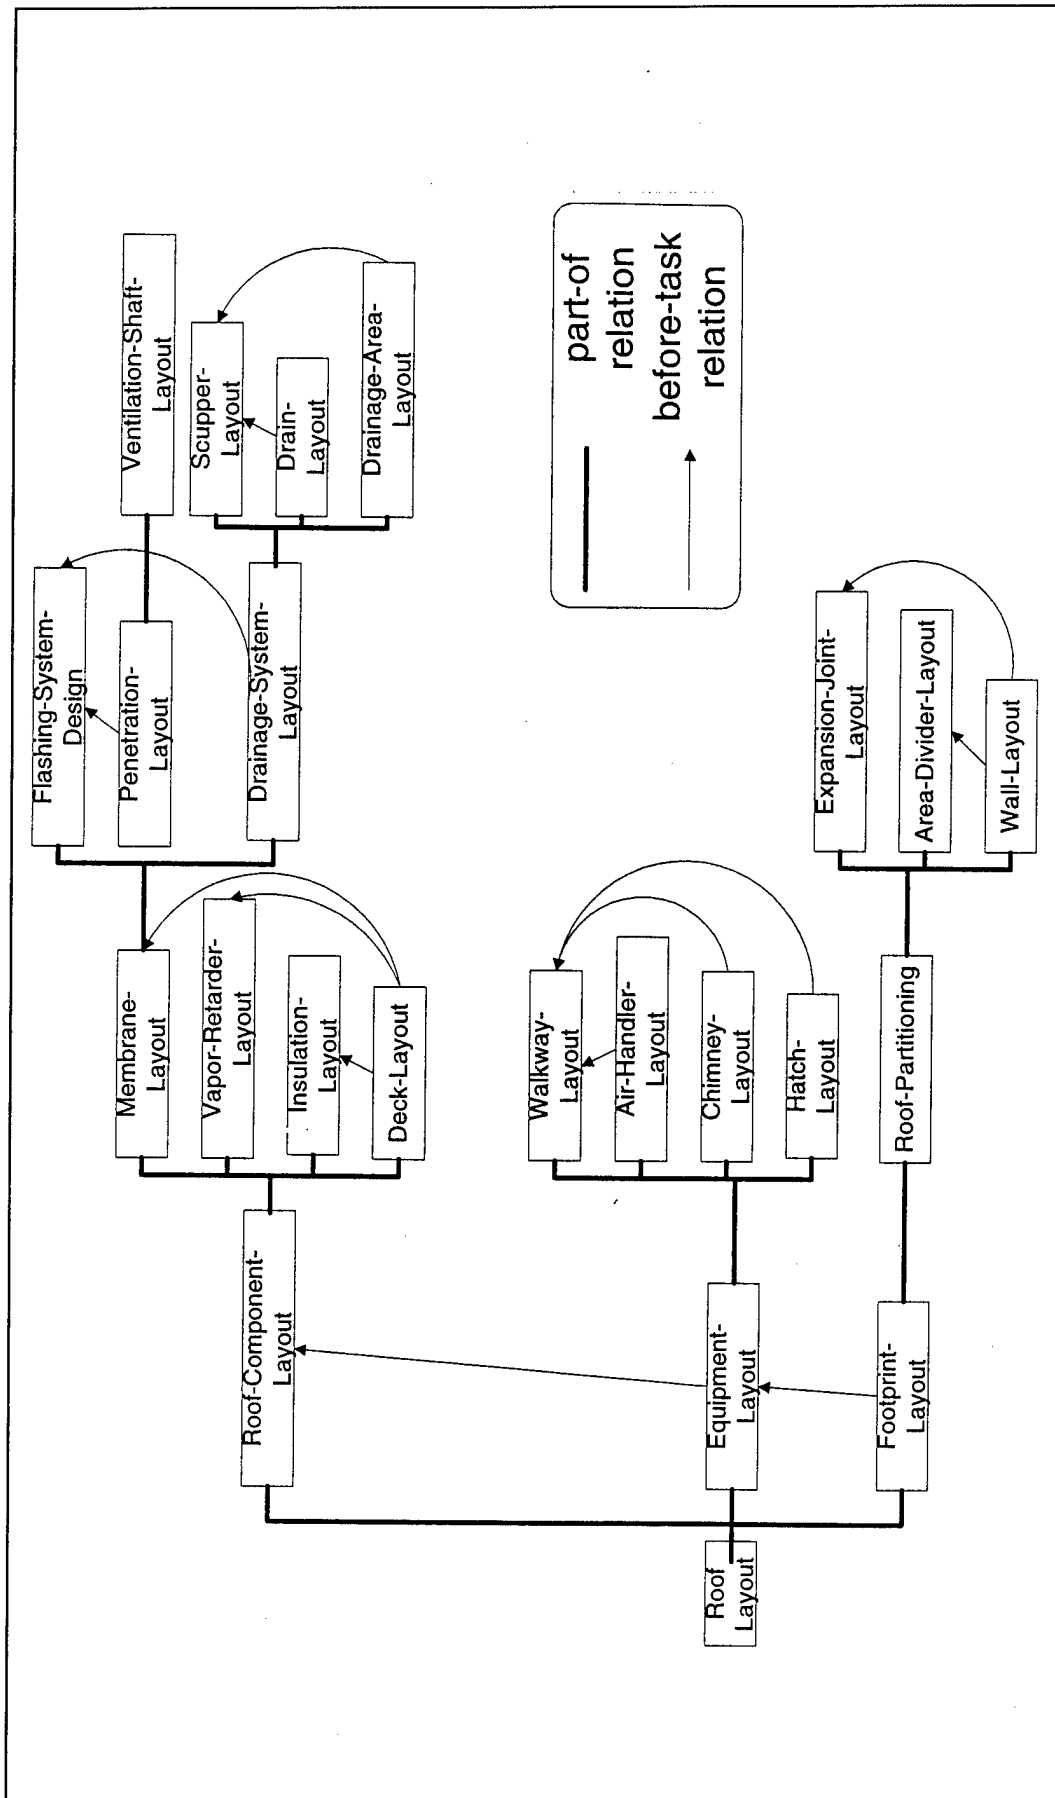 Roof
Layout
Roof-Component-
Layout
Equipment-
Layout
Footprint-
Layout
Membrane-
Layout
Vapor-Retarder-
Layout
Insulation-
Layout
Deck-Layout
Walkway-
Layout
Air-Handler-
Layout
Chimney-
Layout
Hatch-
Layout
Roof-Partitioning
Flashing-System-
Design
Penetration-
Layout
Drainage-System-
Layout
Expansion-Joint-
Layout
Area-Divider-Layout
Wall-Layout
Ventilation-Shaft-
Layout
Scupper-
Layout
Drain-
Layout
Drainage-Area-
Layout
part-of
relation
before-task
relation